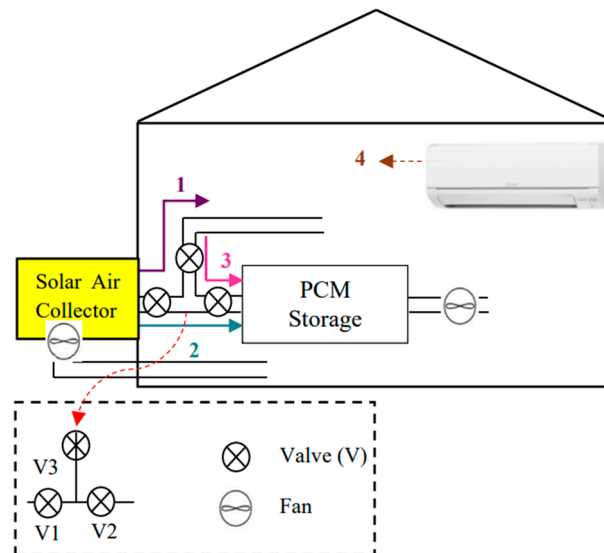 4
1
3
Solar Air
Collector
PCM
Storage
2
V3
Valve (V)
V1
V2
Fan